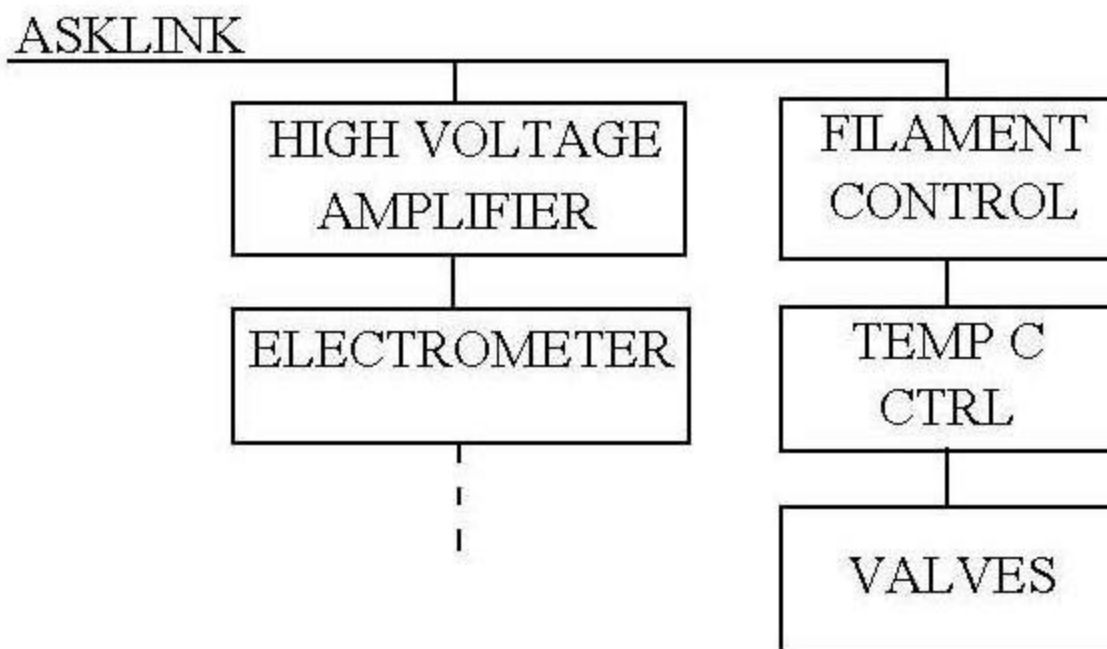 ASKLINK
HIGH VOLTAGE
AMPLIFIER
ELECTROMETER
FILAMENT
CONTROL
TEMP C
CTRL
VALVES